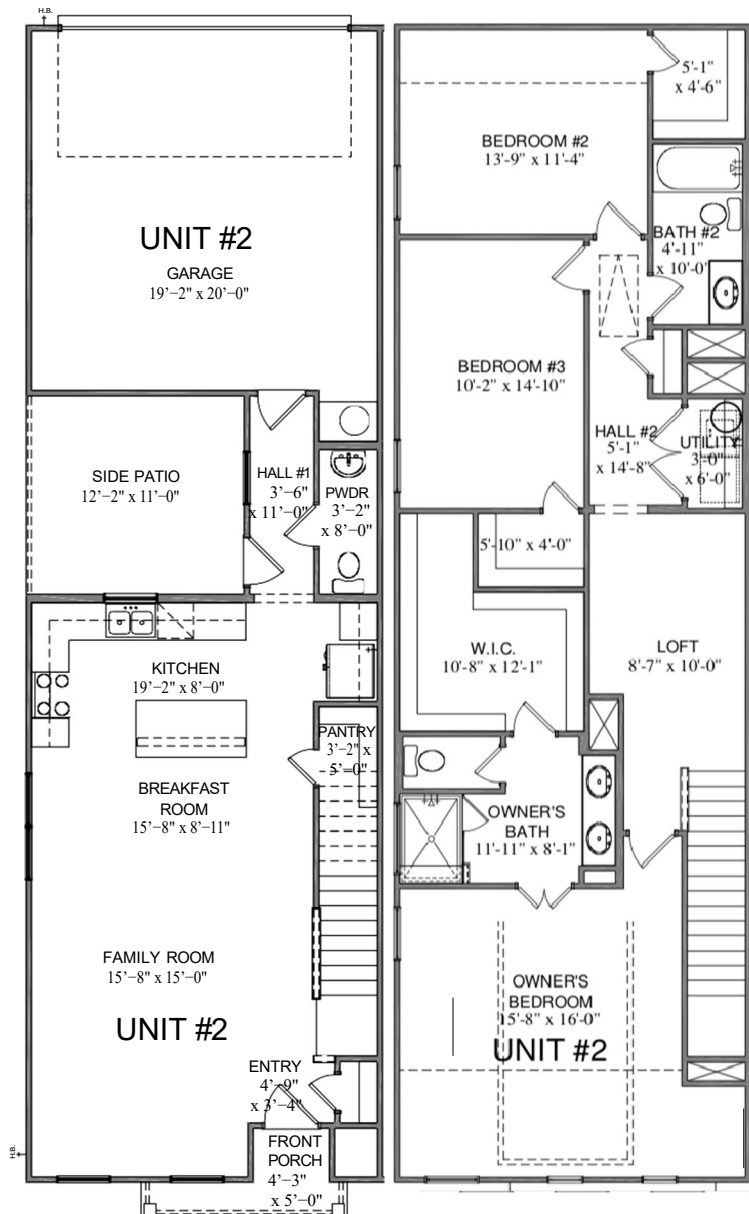 H.B.
UNIT #2
GARAGE
19'-2" x 20'-0"
SIDE PATIO
12'-2" x 11'-0"
HALL #1
3'-6"
x 11'-0"
PWDR
3'-2"
x 8'-0"
KITCHEN
19'-2" x 8'-0"
PANTRY
3'-2" x
5'-0"
BREAKFAST
ROOM
15'-8" x 8'-11"
FAMILY ROOM
15'-8" x 15'-0"
UNIT #2
ENTRY
4'-9"
x 3'-4"
H.B.
FRONT
PORCH
4'-3"
x 5'-0"
5'-1"
x 4'-6"
BEDROOM #2
13'-9" x 11'-4"
BATH #2
4'-11"
x 10'-0"
BEDROOM #3
10'-2" x 14'-10"
HALL #2
5'-1"
x 14'-8"
UTILITY
3'-0"
x 6'-0"
5'-10" x 4'-0"
W.I.C.
10'-8" x 12'-1"
LOFT
8'-7" x 10'-0"
OWNER'S
BATH
11'-11" x 8'-1"
OWNER'S
BEDROOM
15'-8" x 16'-0"
UNIT #2